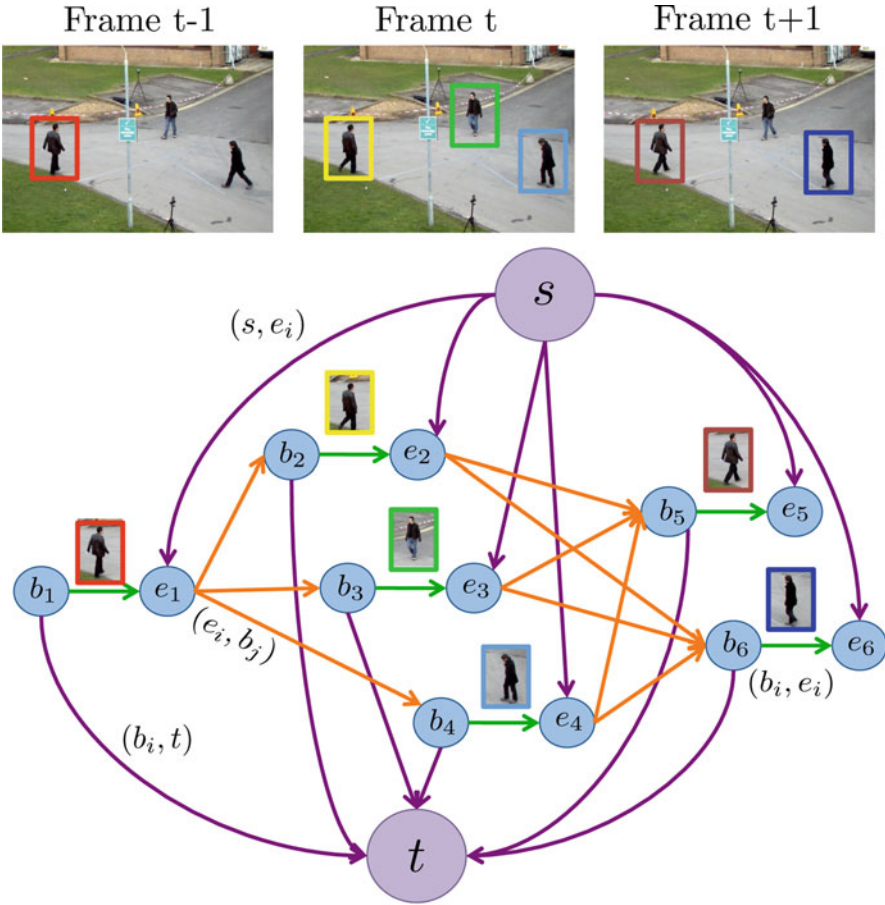 Frame t-1
Frame t
Frame t+1
s
(s, e_i)
b_2
e_2
b_5
e_5
b_1
e_1
b_3
e_3
(e_i, b_j)
b_6
e_6
(b_i, e_i)
b_4
e_4
(b_i, t)
t